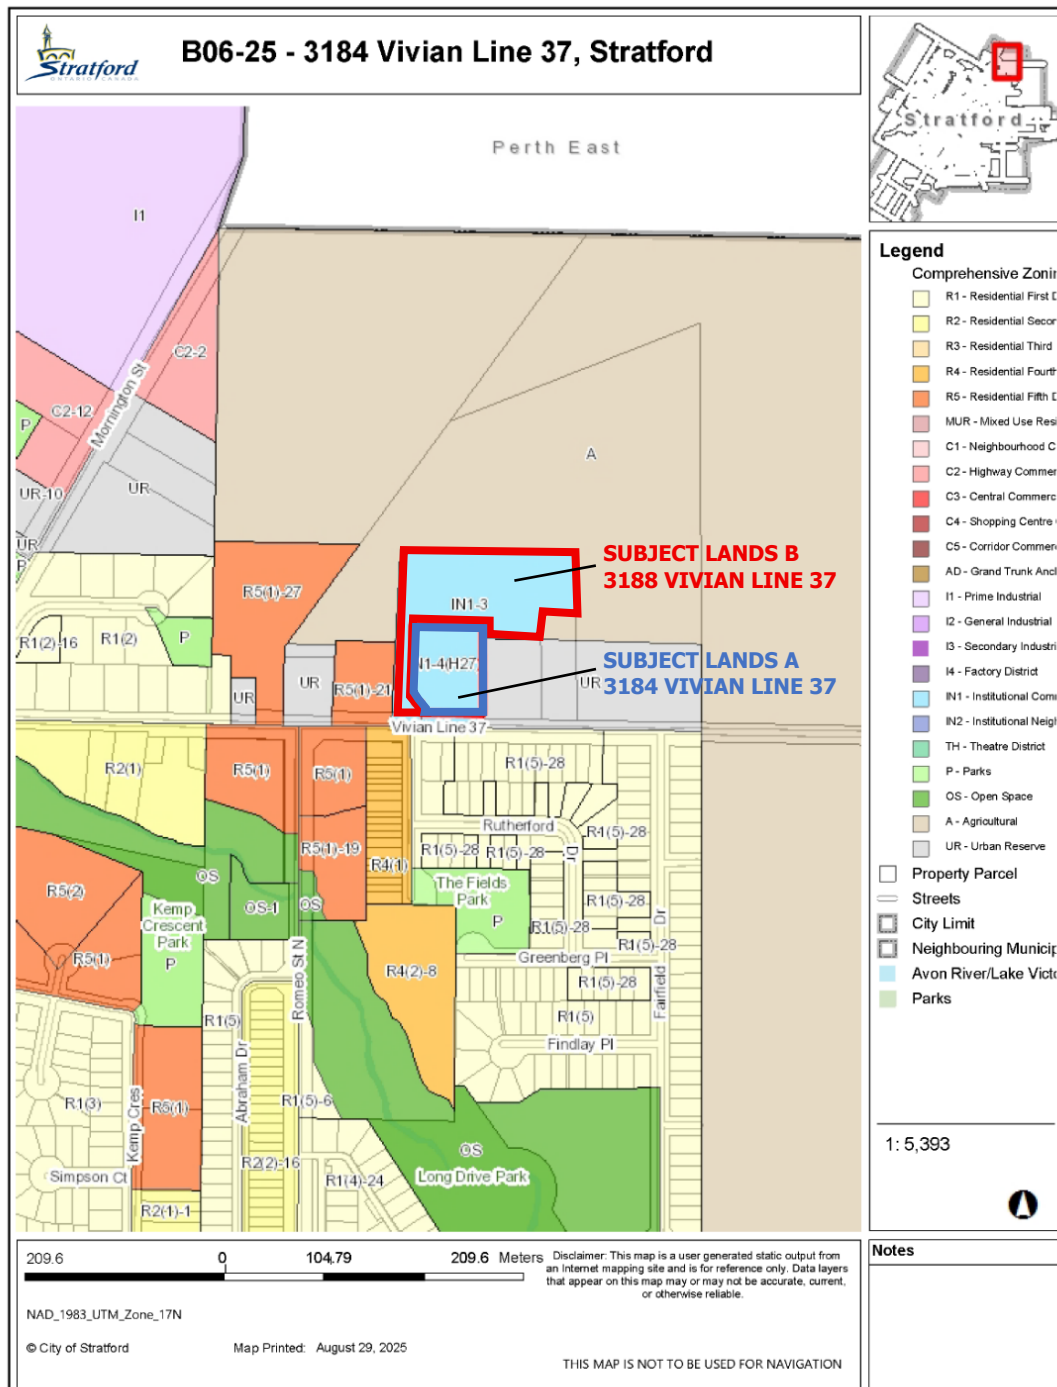 Stratford
ONTARIO CANADA
B06-25 - 3184 Vivian Line 37, Stratford
Stratford
Perth East
I1
C2-2
Mornington St
C2-12
P
UR-10
UR
A
UR
P
R5(1)-27
SUBJECT LANDS B
3188 VIVIAN LINE 37
IN1-3
R1(2)-16
R1(2)
P
SUBJECT LANDS A
3184 VIVIAN LINE 37
N1-4(H27)
UR
UR
R5(1)-21
UR
Vivian Line 37
R2(1)
R5(1)
R5(1)
R1(5)-28
Rutherford
Dr
R4(5)-28
R5(1)-19
R4(1)
R1(5)-28
R1(5)-28
OS
R5(2)
The Fields
Park
P
Kemp
Crescent
Park
P
OS-1
OS
R1(5)-28
R1(5)-28
Dr
R1(5)-28
R5(1)
Romeo St N
R4(2)-8
Greenberg Pl
R1(5)-28
Fairfield
R1(5)
R1(5)
Findlay Pl
Abraham Dr
R1(3)
Kemp Cres
R5(1)
R1(5)-6
OS
Long Drive Park
Simpson Ct
R2(2)-16
R1(4)-24
R2(1)-1
Legend
Comprehensive Zonin
R1 - Residential First D
R2 - Residential Secon
R3 - Residential Third
R4 - Residential Fourth
R5 - Residential Fifth D
MUR - Mixed Use Resi
C1 - Neighbourhood C
C2 - Highway Commer
C3 - Central Commerc
C4 - Shopping Centre
C5 - Corridor Commer
AD - Grand Trunk Anci
I1 - Prime Industrial
I2 - General Industrial
I3 - Secondary Industri
I4 - Factory District
IN1 - Institutional Comm
IN2 - Institutional Neigh
TH - Theatre District
P - Parks
OS - Open Space
A - Agricultural
UR - Urban Reserve
Property Parcel
Streets
City Limit
Neighbouring Municip
Avon River/Lake Victo
Parks
1: 5,393
209.6
0
104.79
209.6 Meters
NAD_1983_UTM_Zone_17N
© City of Stratford
Map Printed: August 29, 2025
Disclaimer: This map is a user generated static output from
an Internet mapping site and is for reference only. Data layers
that appear on this map may or may not be accurate, current,
or otherwise reliable.
THIS MAP IS NOT TO BE USED FOR NAVIGATION
Notes